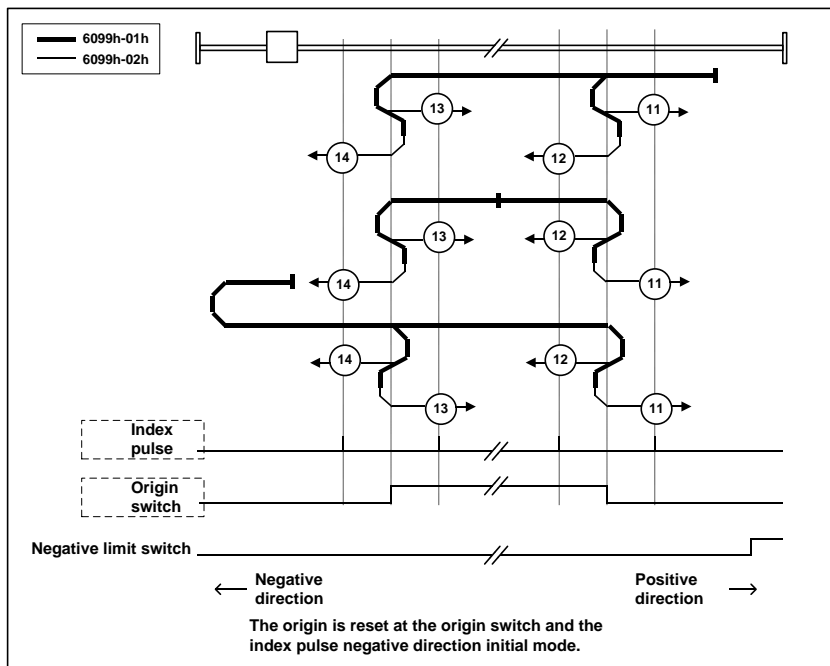 6099h-01h
6099h-02h
13
11
14
12
13
12
14
11
14
12
13
11
Index
pulse
Origin
switch
Negative limit switch
Negative
direction
Positive
direction
The origin is reset at the origin switch and the
index pulse negative direction initial mode.